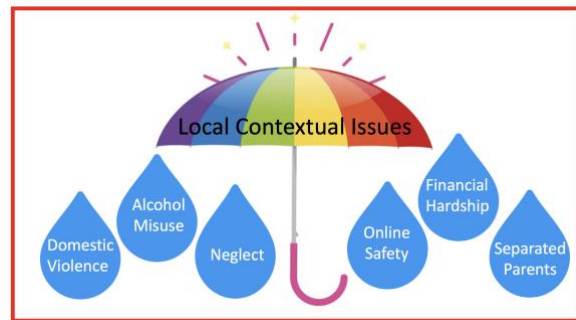 Local Contextual Issues
Domestic
Violence
Alcohol
Misuse
Neglect
Online
Safety
Financial
Hardship
Separated
Parents